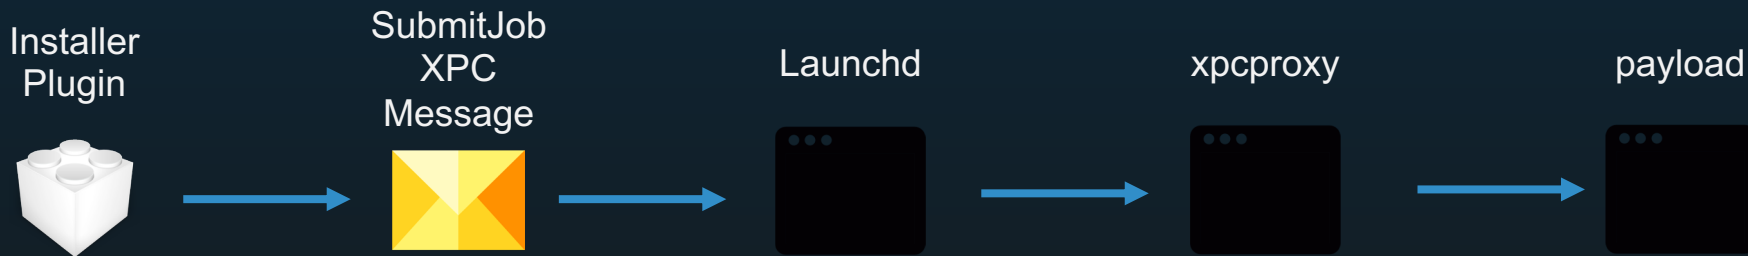 Installer
Plugin
SubmitJob
XPC
Message
Launchd
xpcproxy
payload